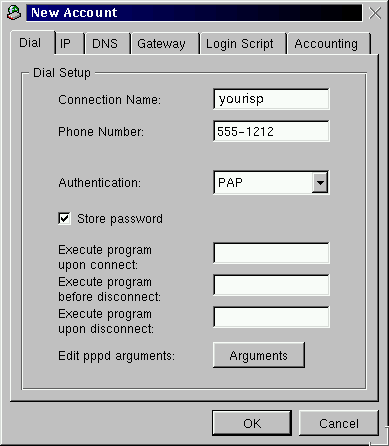 New Account
Dial IP DNS Gateway Login Script Accounting
Dial Setup
Connection Name: yourisp
Phone Number: 555-1212
Authentication: PAP
Store password
Execute program
upon connect:
Execute program
before disconnect:
Execute program
upon disconnect:
Edit pppd arguments: Arguments
OK Cancel